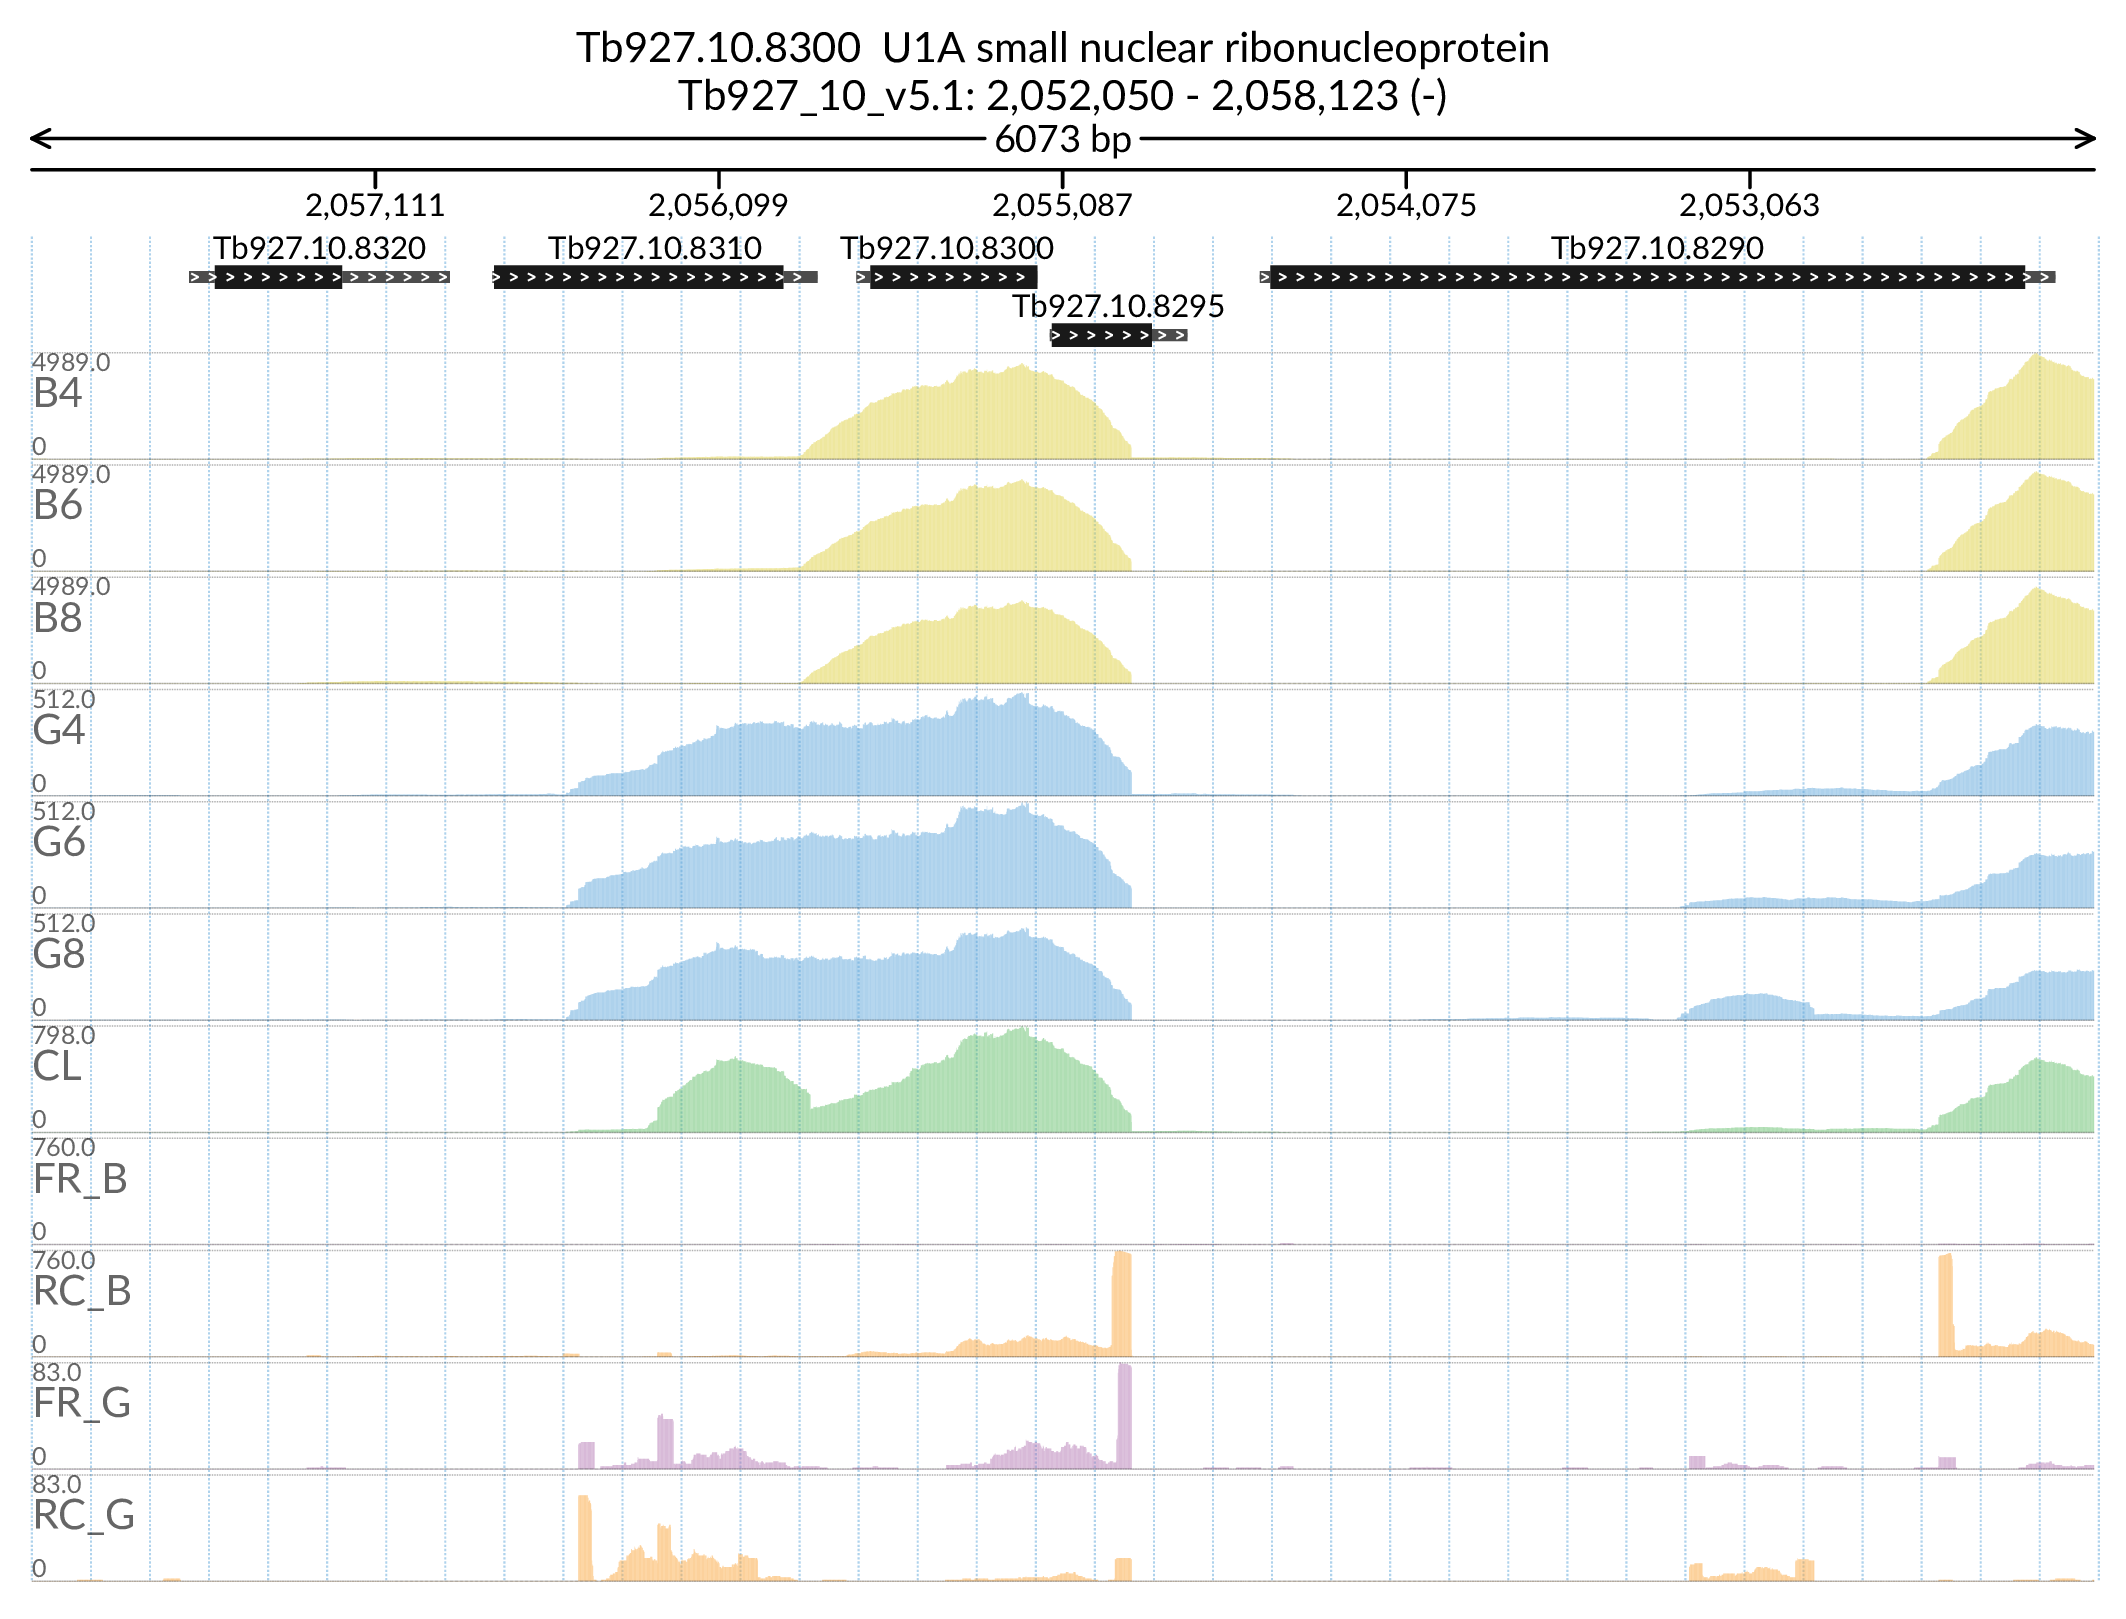 Tb927.10.8300  U1A small nuclear ribonucleoprotein
Tb927_10_v5.1: 2,052,050 - 2,058,123 (-)
6073 bp
2,057,111 2,056,099 2,055,087 2,054,075 2,053,063
Tb927.10.8320 Tb927.10.8310 Tb927.10.8300 Tb927.10.8290
Tb927.10.8295
4989.0
B4
0
4989.0
B6
0
4989.0
B8
0
512.0
G4
0
512.0
G6
0
512.0
G8
0
798.0
CL
0
760.0
FR_B
0
760.0
RC_B
0
83.0
FR_G
0
83.0
RC_G
0